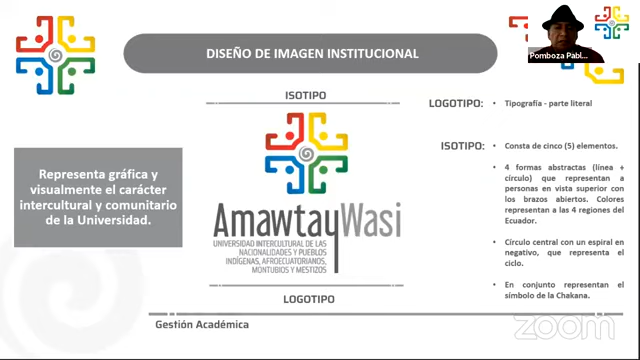 DISEÑO DE IMAGEN INSTITUCIONAL
Pomboza Pabl...
ISOTIPO
LOGOTIPO:
• Tipografía - parte literal
ISOTIPO:
• Consta de cinco (5) elementos.
• 4 formas abstractas (línea +
círculo) que representan a
personas en vista superior con
los brazos abiertos. Colores
representan a las 4 regiones del
Ecuador.
• Círculo central con un espiral en
negativo, que representa el
ciclo.
• En conjunto representan el
símbolo de la Chakana.
Representa gráfica y
visualmente el carácter
intercultural y comunitario
de la Universidad.
AmawtayWasi
UNIVERSIDAD INTERCULTURAL DE LAS
NACIONALIDADES Y PUEBLOS
INDÍGENAS, AFROECUATORIANOS,
MONTUBIOS Y MESTIZOS
LOGOTIPO
Gestión Académica
zoom